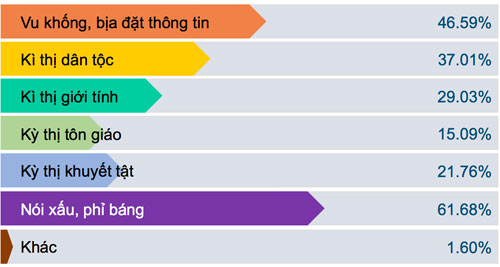 Vu khống, bịa đặt thông tin 46.59%
Kì thị dân tộc 37.01%
Kì thị giới tính 29.03%
Kỳ thị tôn giáo 15.09%
Kỳ thị khuyết tật 21.76%
Nói xấu, phỉ báng 61.68%
Khác 1.60%